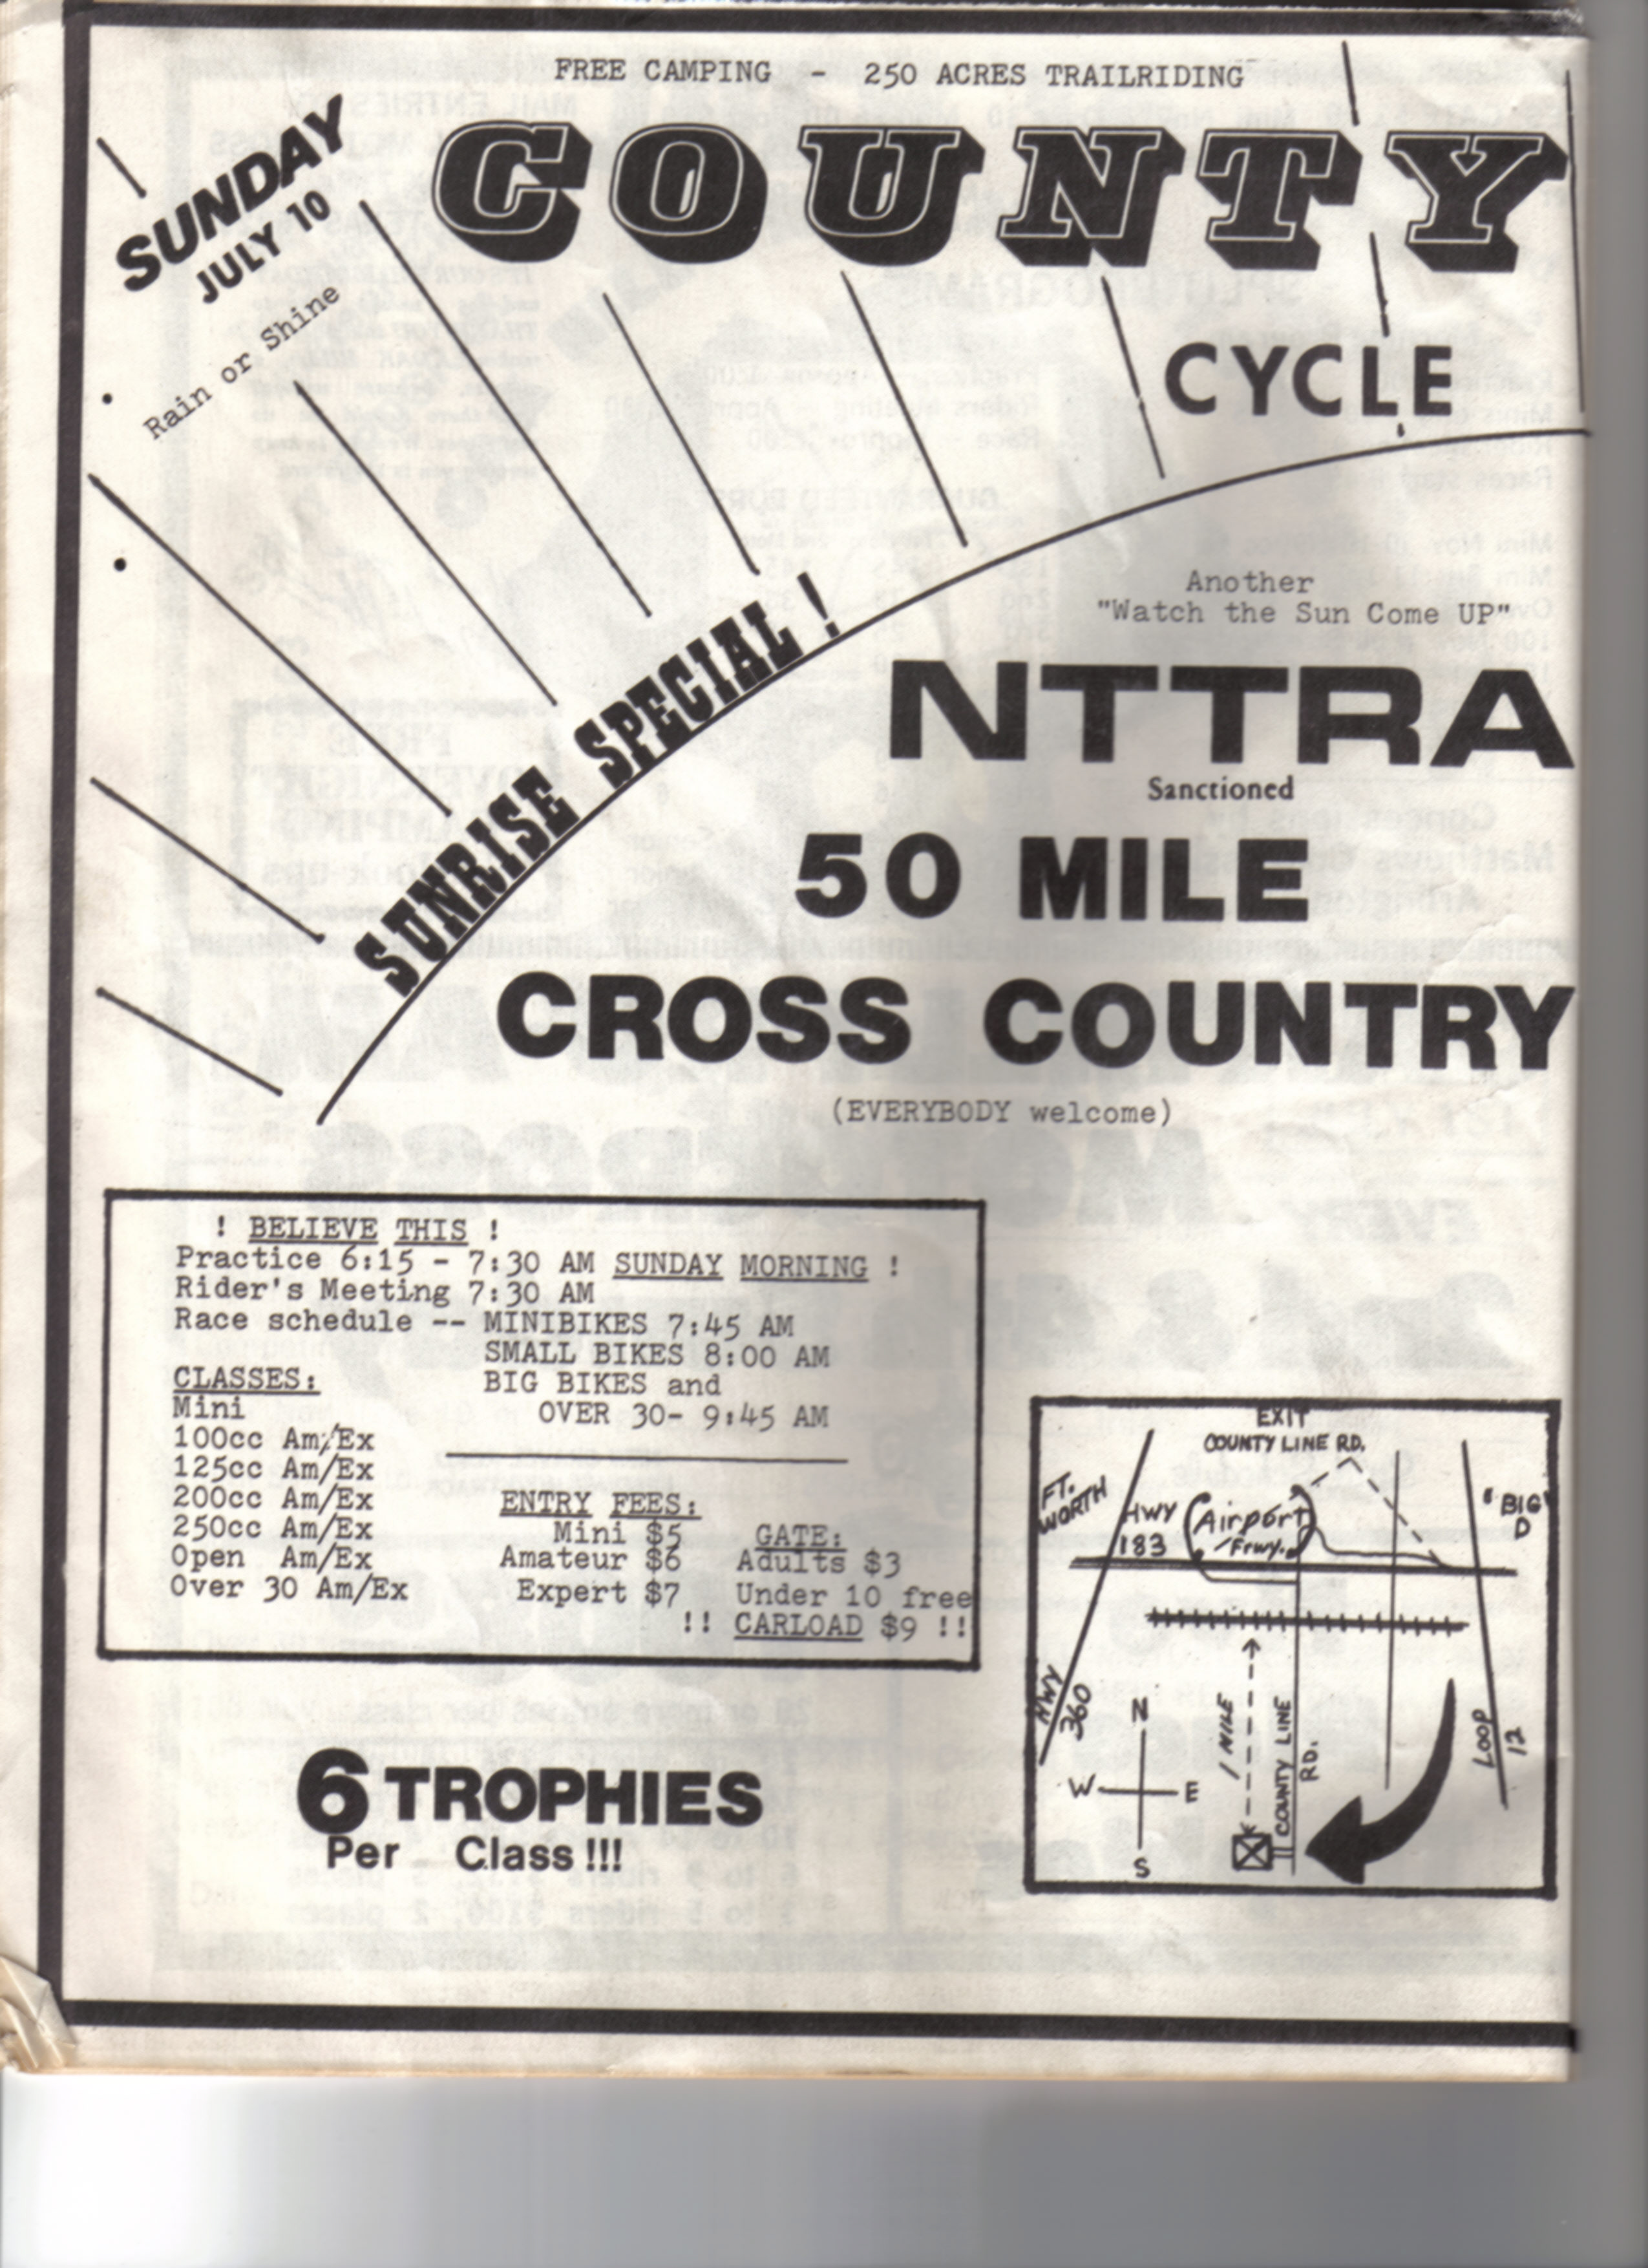 FREE CAMPING - 250 ACRES TRAILRIDING
SUNDAY
JULY 10
Rain or Shine
COUNTY
CYCLE
SUNRISE SPECIAL !
Another
"Watch the Sun Come UP"
NTTRA
Sanctioned
50 MILE
CROSS COUNTRY
(EVERYBODY welcome)
! BELIEVE THIS !
Practice 6:15 - 7:30 AM SUNDAY MORNING !
Rider's Meeting 7:30 AM
Race schedule -- MINIBIKES 7:45 AM
SMALL BIKES 8:00 AM
BIG BIKES and
OVER 30- 9:45 AM
CLASSES:
Mini
100cc Am/Ex
125cc Am/Ex
200cc Am/Ex
250cc Am/Ex
Open Am/Ex
Over 30 Am/Ex
ENTRY FEES:
Mini $5
Amateur $6
Expert $7
GATE:
Adults $3
Under 10 free
!! CARLOAD $9 !!
6 TROPHIES
Per Class !!!
EXIT
COUNTY LINE RD.
FT.
WORTH
HWY
183
Airport
Frwy.
"BIG
D
HWY
360
N
W E
S
1 MILE
COUNTY LINE
RD.
LOOP
12